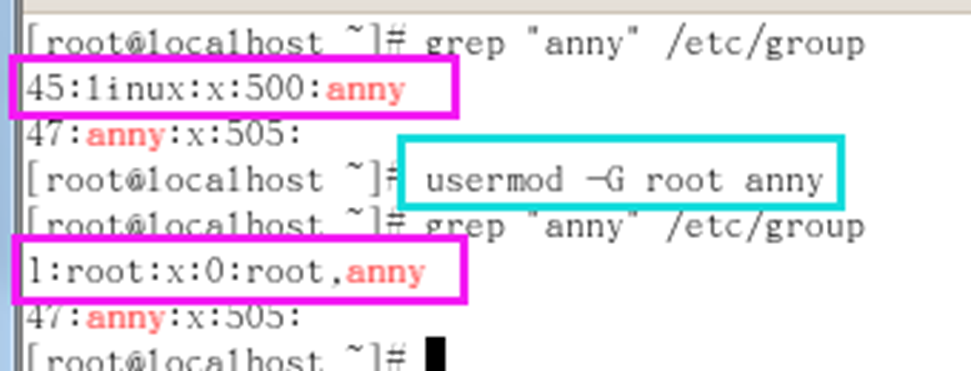 [root@localhost ~]# grep "anny" /etc/group
45:linux:x:500:anny
47:anny:x:505:
[root@localhost ~]# usermod -G root anny
[root@localhost ~]# grep "anny" /etc/group
1:root:x:0:root,anny
47:anny:x:505:
[root@localhost ~]#